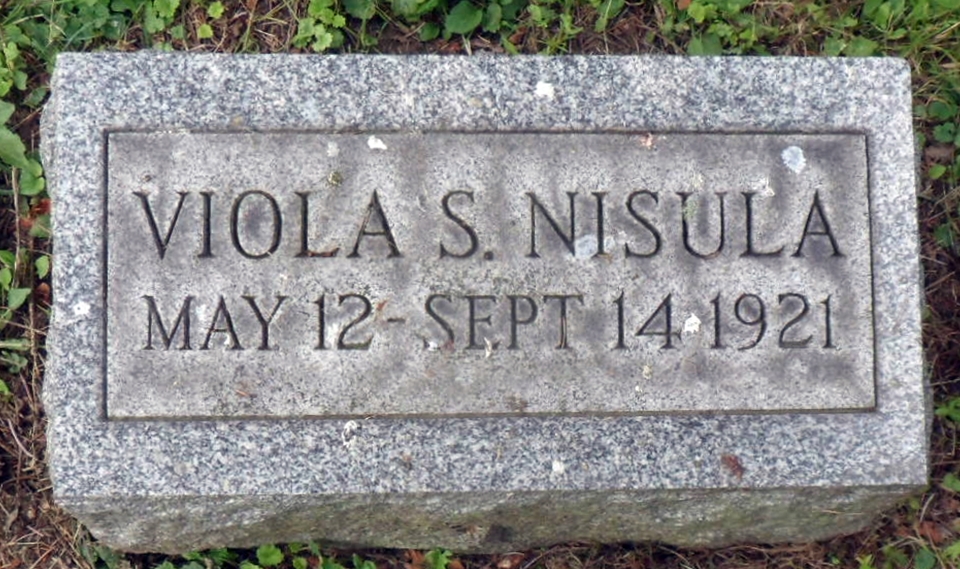 VIOLA S. NISULA
MAY 12 - SEPT 14 1921